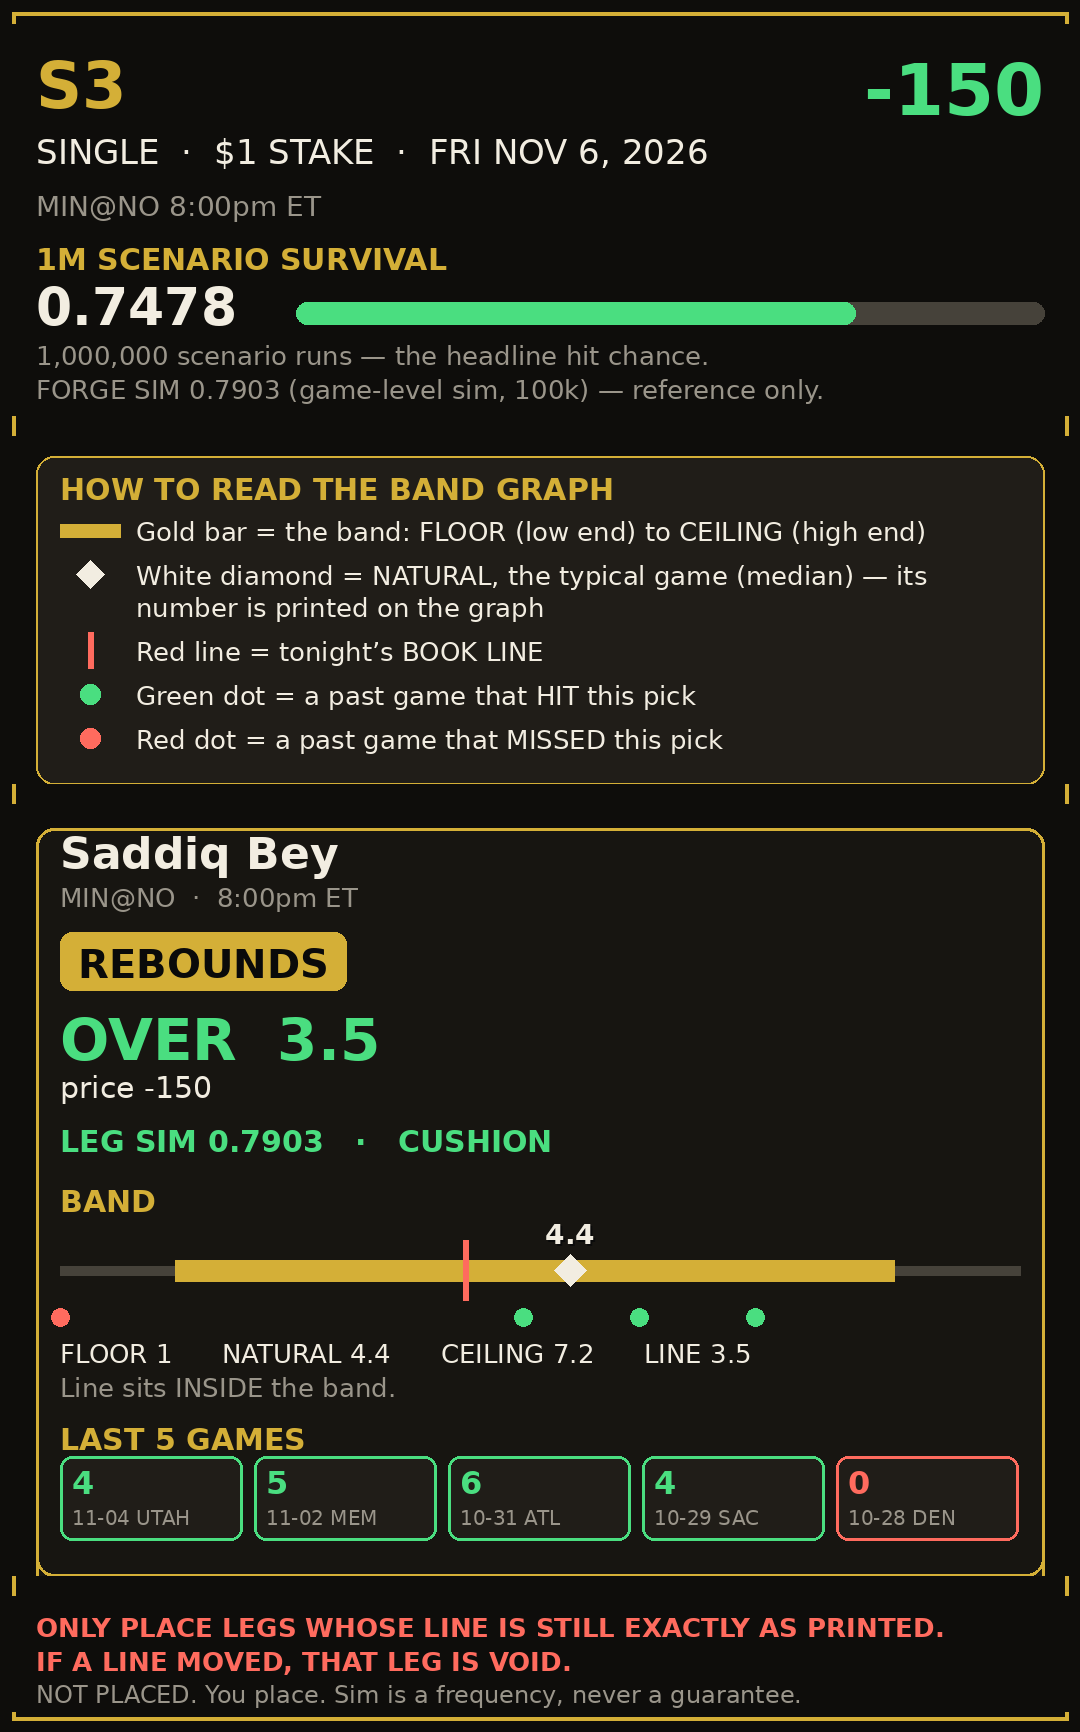 S3
-150
SINGLE · $1 STAKE · FRI NOV 6, 2026
MIN@NO 8:00pm ET
1M SCENARIO SURVIVAL
0.7478
1,000,000 scenario runs — the headline hit chance.
FORGE SIM 0.7903 (game-level sim, 100k) — reference only.
HOW TO READ THE BAND GRAPH
Gold bar = the band: FLOOR (low end) to CEILING (high end)
White diamond = NATURAL, the typical game (median) — its
number is printed on the graph
Red line = tonight’s BOOK LINE
Green dot = a past game that HIT this pick
Red dot = a past game that MISSED this pick
Saddiq Bey
MIN@NO · 8:00pm ET
REBOUNDS
OVER 3.5
price -150
LEG SIM 0.7903 · CUSHION
BAND
4.4
FLOOR 1 NATURAL 4.4 CEILING 7.2 LINE 3.5
Line sits INSIDE the band.
LAST 5 GAMES
4 5 6 4 0
11-04 UTAH 11-02 MEM 10-31 ATL 10-29 SAC 10-28 DEN
ONLY PLACE LEGS WHOSE LINE IS STILL EXACTLY AS PRINTED.
IF A LINE MOVED, THAT LEG IS VOID.
NOT PLACED. You place. Sim is a frequency, never a guarantee.